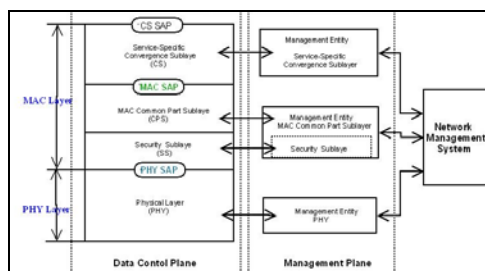 CS SAP
Service-Specific
Convergence Sublaye
(CS)
MAC SAP
MAC Common Part Sublaye
(CPS)
Security Sublaye
(SS)
PHY SAP
Physical Layer
(PHY)
MAC Layer
PHY Layer
Data Contol Plane
Management Entity
Service-Specific
Convergence Sublayer
Management Entity
MAC Common Part Sublayer
Security Sublaye
Management Entity
PHY
Management Plane
Network
Management
System